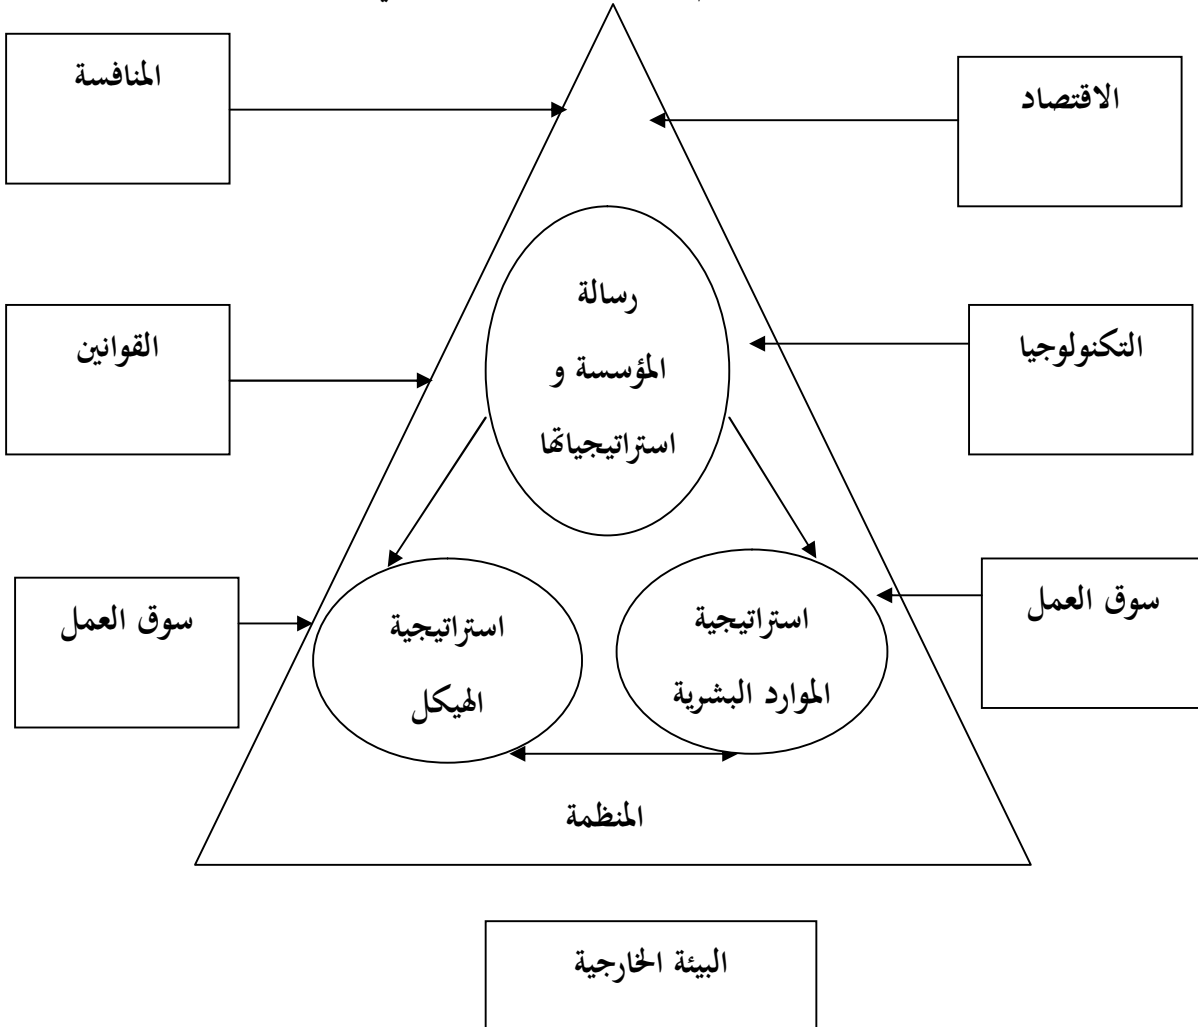 المنافسة
الاقتصاد
رسالة
المؤسسة و
استراتيجياتها
القوانين
التكنولوجيا
سوق العمل
سوق العمل
استراتيجية
الهيكل
استراتيجية
الموارد البشرية
المنظمة
البيئة الخارجية